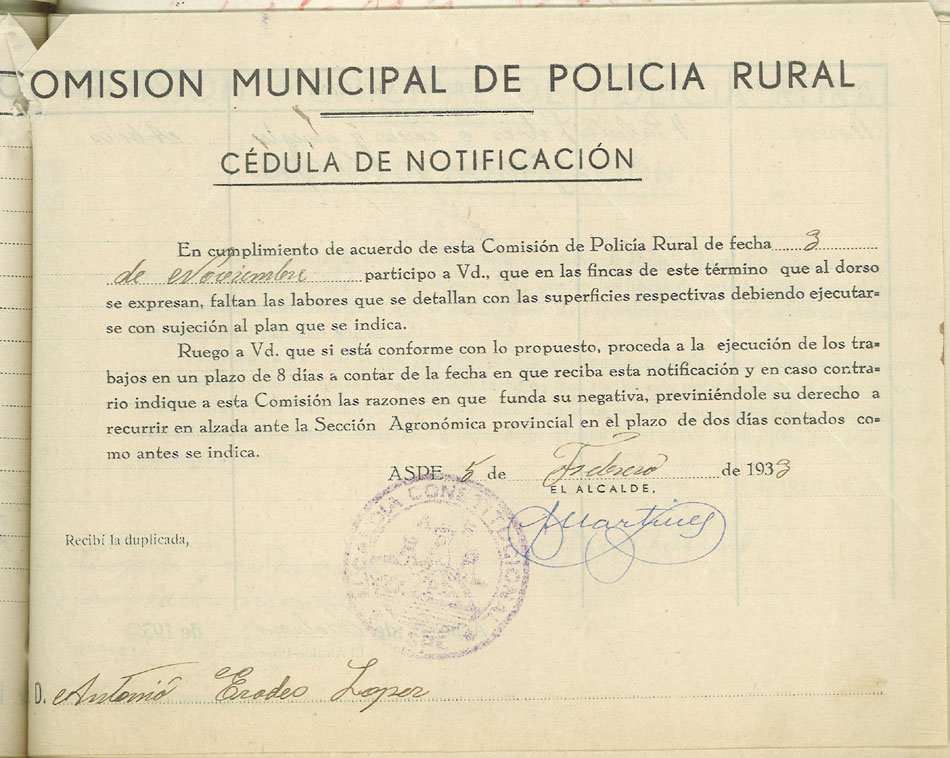 COMISION MUNICIPAL DE POLICIA RURAL
CÉDULA DE NOTIFICACIÓN
En cumplimiento de acuerdo de esta Comisión de Policía Rural de fecha 3
de Noviembre participo a Vd., que en las fincas de este término que al dorso
se expresan, faltan las labores que se detallan con las superficies respectivas debiendo ejecutar=
se con sujeción al plan que se indica.
Ruego a Vd. que si está conforme con lo propuesto, proceda a la ejecución de los tra=
bajos en un plazo de 8 días a contar de la fecha en que reciba esta notificación y en caso contra=
rio indique a esta Comisión las razones en que funda su negativa, previniéndole su derecho a
recurrir en alzada ante la Sección Agronómica provincial en el plazo de dos días contados co=
mo antes se indica.
ASPE 5 de Febrero de 1933
EL ALCALDE,
AMartinez
Recibí la duplicada,
ALCALDIA CONSTITUCIONAL
D. Antonio Lopez